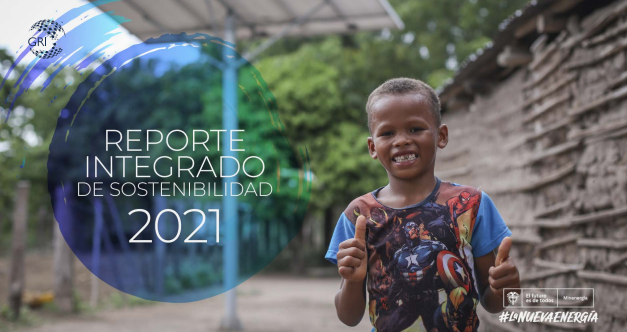 GRI
REPORTE
INTEGRADO
DE SOSTENIBILIDAD
2021
El futuro
es de todos
Minenergía
#LaNUEVAENERGÍA